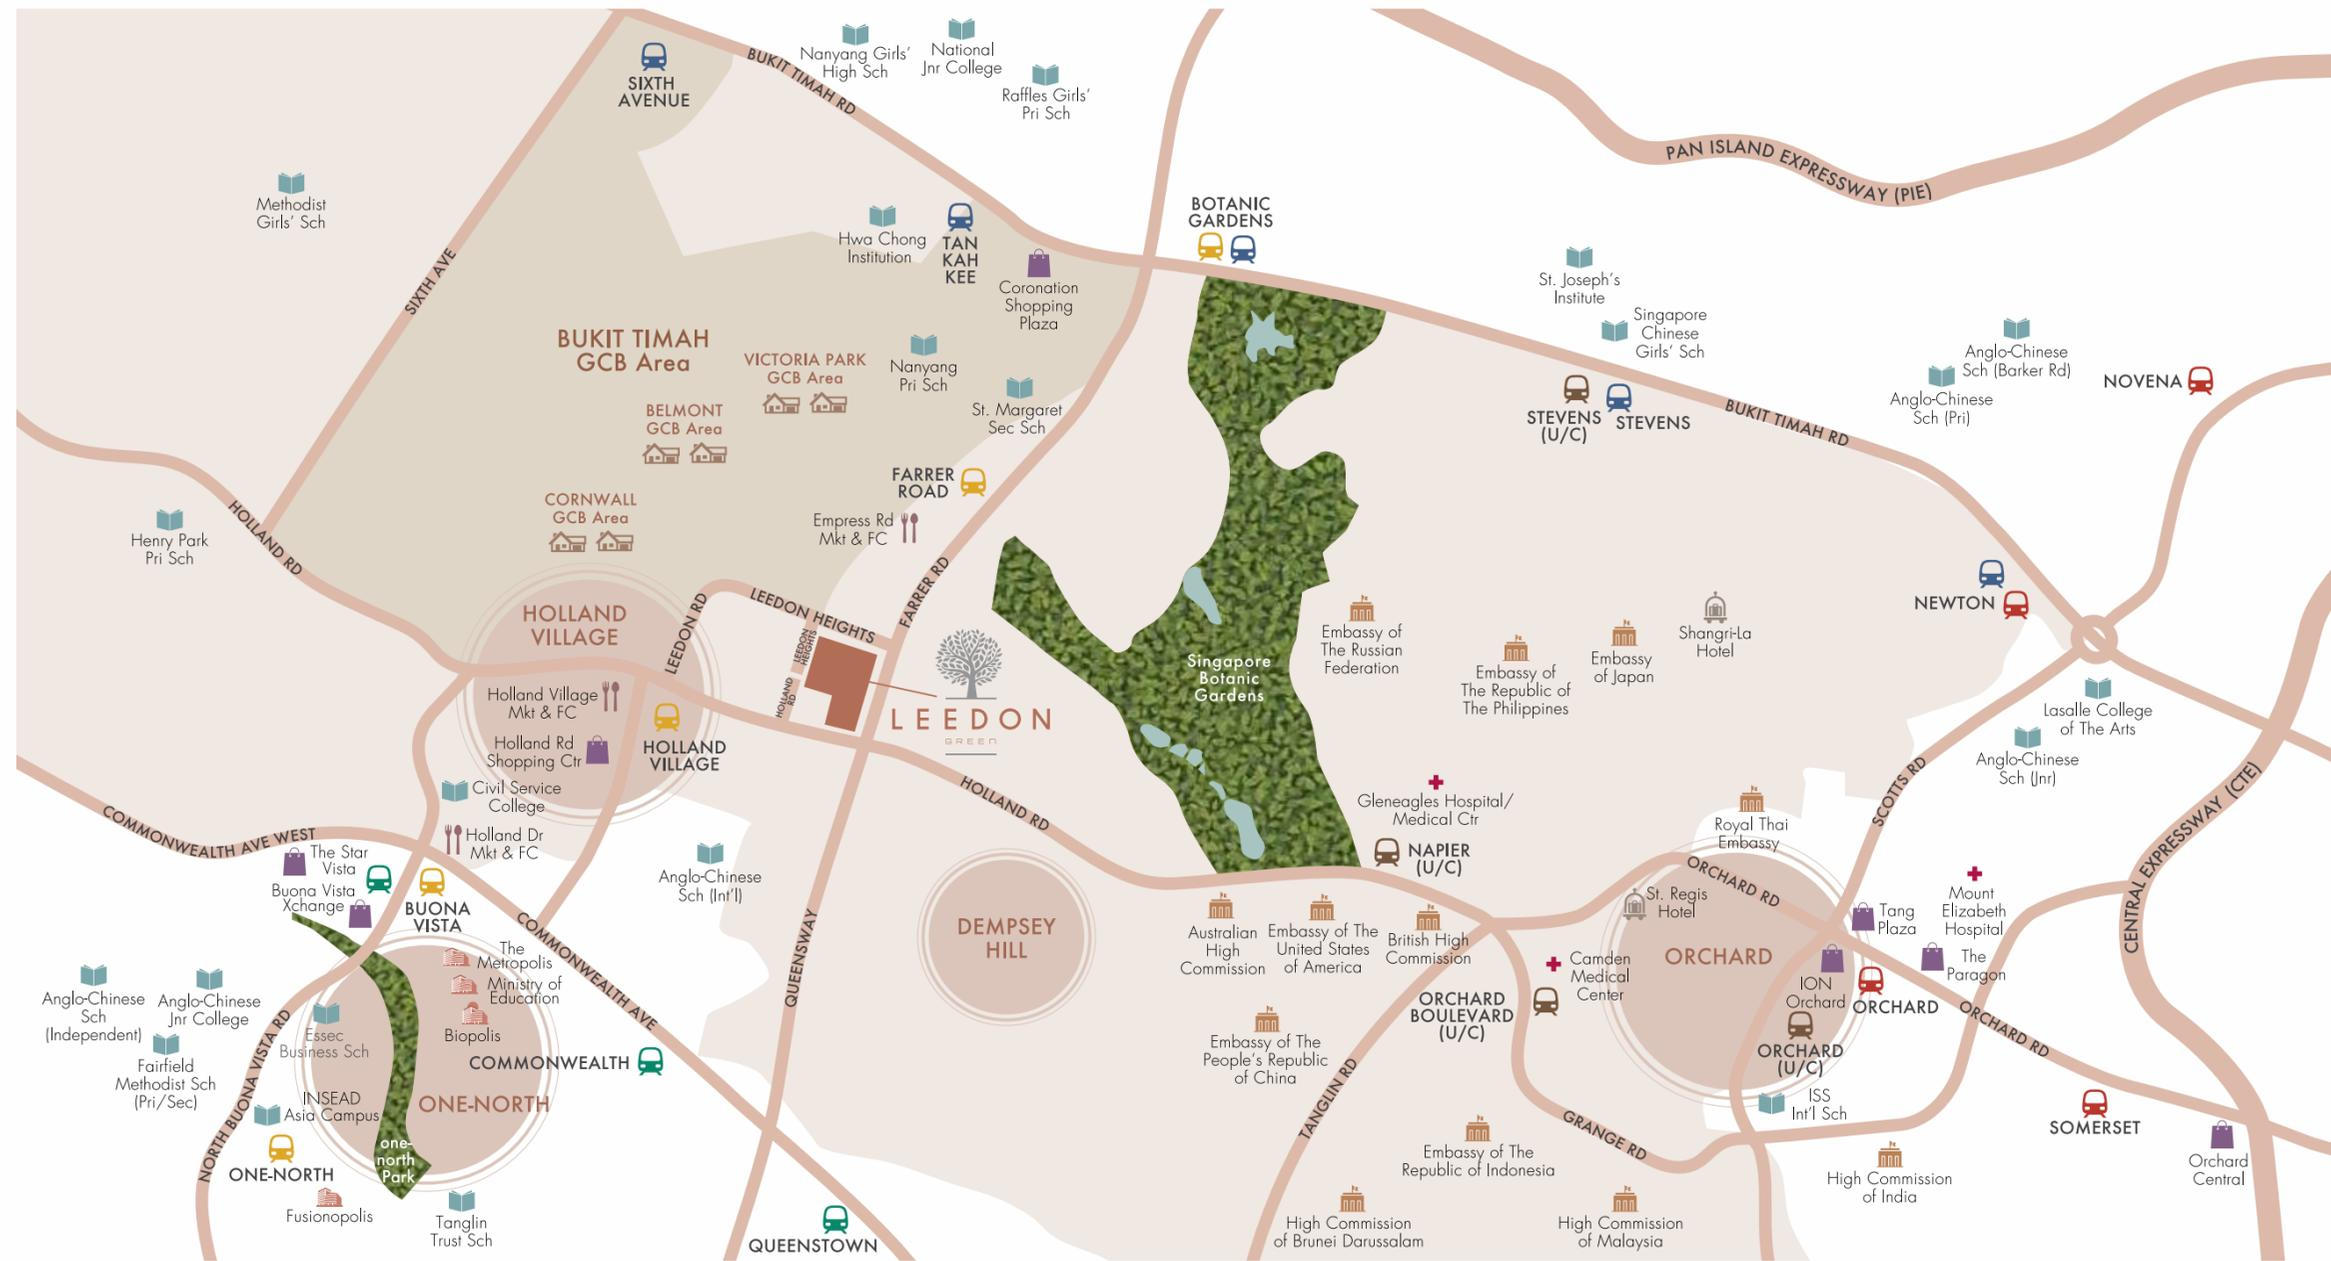 SIXTH
AVENUE
BUKIT TIMAH RD
Nanyang Girls'
High Sch
National
Jnr College
Raffles Girls'
Pri Sch
PAN ISLAND EXPRESSWAY (PIE)
Methodist
Girls' Sch
SIXTH AVE
Hwa Chong
Institution
TAN
KAH
KEE
Coronation
Shopping
Plaza
BOTANIC
GARDENS
St. Joseph's
Institute
Singapore
Chinese
Girls' Sch
Anglo-Chinese
Sch (Barker Rd)
Anglo-Chinese
Sch (Pri)
NOVENA
BUKIT TIMAH
GCB Area
VICTORIA PARK
GCB Area
BELMONT
GCB Area
CORNWALL
GCB Area
Nanyang
Pri Sch
St. Margaret
Sec Sch
FARRER
ROAD
Empress Rd
Mkt & FC
STEVENS
(U/C)
STEVENS
BUKIT TIMAH RD
Henry Park
Pri Sch
HOLLAND RD
HOLLAND
VILLAGE
LEEDON RD
LEEDON HEIGHTS
LEEDON
HEIGHTS
HOLLAND
RD
FARRER RD
LEEDON
GREEN
Singapore
Botanic
Gardens
Embassy of
The Russian
Federation
Embassy of
The Republic of
The Philippines
Embassy
of Japan
Shangri-La
Hotel
NEWTON
Lasalle College
of The Arts
Anglo-Chinese
Sch (Jnr)
Holland Village
Mkt & FC
Holland Rd
Shopping Ctr
HOLLAND
VILLAGE
Civil Service
College
Holland Dr
Mkt & FC
COMMONWEALTH AVE WEST
The Star
Vista
Buona Vista
Xchange
BUONA
VISTA
Anglo-Chinese
Sch (Int'l)
HOLLAND RD
DEMPSEY
HILL
QUEENSWAY
Gleneagles Hospital/
Medical Ctr
NAPIER
(U/C)
Australian
High
Commission
Embassy of The
United States
of America
British High
Commission
Royal Thai
Embassy
SCOTTS RD
CENTRAL EXPRESSWAY (CTE)
ORCHARD RD
St. Regis
Hotel
ORCHARD
Tang
Plaza
Mount
Elizabeth
Hospital
The
Paragon
ION
Orchard
ORCHARD
ORCHARD
(U/C)
ORCHARD RD
Camden
Medical
Center
ORCHARD
BOULEVARD
(U/C)
Embassy of The
People's Republic
of China
TANGLIN RD
GRANGE RD
ISS
Int'l Sch
SOMERSET
Orchard
Central
High Commission
of India
Embassy of The
Republic of Indonesia
High Commission
of Brunei Darussalam
High Commission
of Malaysia
COMMONWEALTH AVE
The
Metropolis
Ministry of
Education
Biopolis
COMMONWEALTH
ONE-NORTH
Anglo-Chinese
Sch
(Independent)
Anglo-Chinese
Jnr College
Fairfield
Methodist Sch
(Pri/Sec)
Essec
Business Sch
NORTH BUONA VISTA RD
INSEAD
Asia Campus
one-
north
Park
ONE-NORTH
Fusionopolis
Tanglin
Trust Sch
QUEENSTOWN